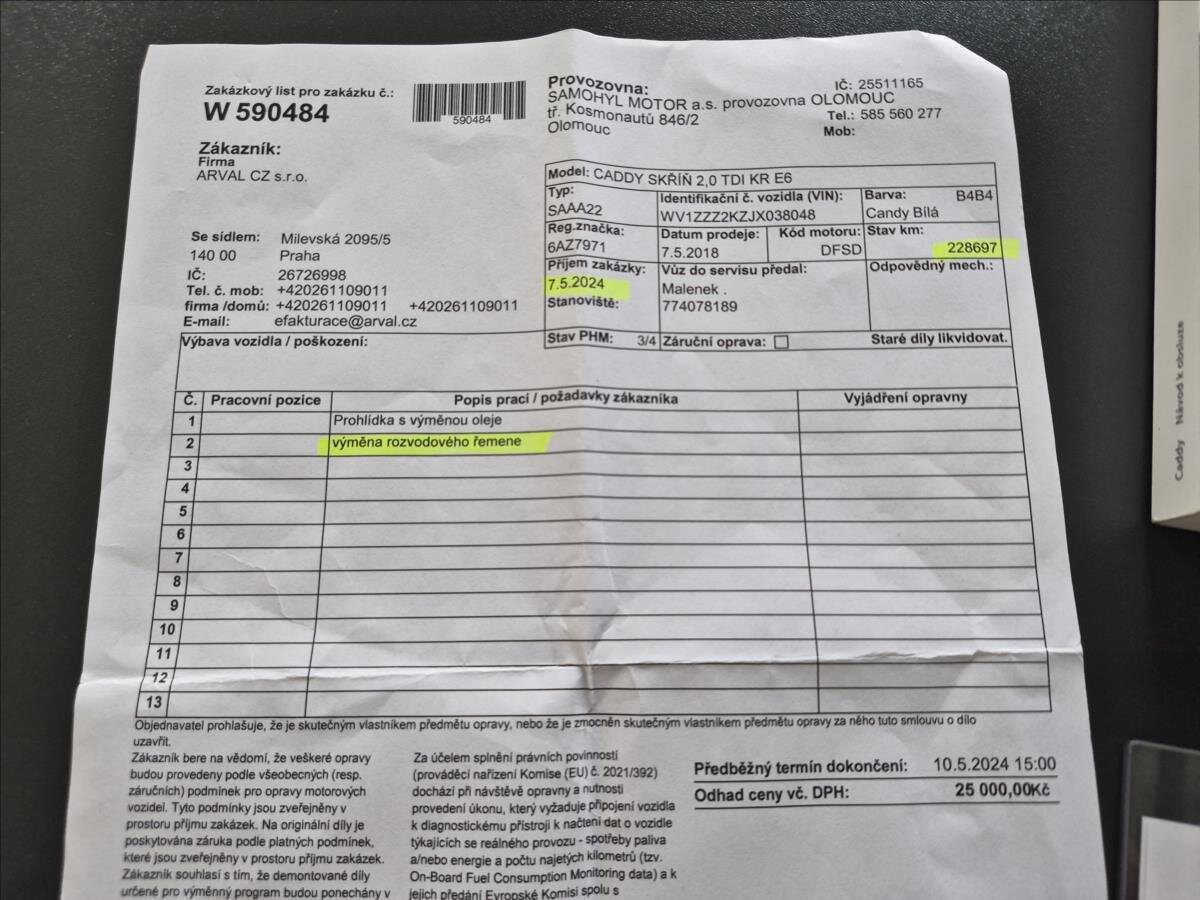 Zakázkový list pro zakázku č.:
W 590484
590484
Provozovna:
SAMOHYL MOTOR a.s. provozovna OLOMOUC
tř. Kosmonautů 846/2
Olomouc
IČ: 25511165
Tel.: 585 560 277
Mob:
Zákazník:
Firma
ARVAL CZ s.r.o.
Se sídlem: Milevská 2095/5
140 00 Praha
IČ: 26726998
Tel. č. mob: +420261109011
firma /domů: +420261109011 +420261109011
E-mail: efakturace@arval.cz
Model: CADDY SKŘÍŇ 2,0 TDI KR E6
Typ: Identifikační č. vozidla (VIN): Barva: B4B4
SAAA22 WV1ZZZ2KZJX038048 Candy Bílá
Reg.značka: Datum prodeje: Kód motoru: Stav km:
6AZ7971 7.5.2018 DFSD 228697
Příjem zakázky: Vůz do servisu předal: Odpovědný mech.:
7.5.2024 Malenek .
Stanoviště: 774078189
Stav PHM: 3/4 Záruční oprava: Staré díly likvidovat.
Výbava vozidla / poškození:
Č. Pracovní pozice Popis prací / požadavky zákazníka Vyjádření opravny
1 Prohlídka s výměnou oleje
2 výměna rozvodového řemene
3
4
5
6
7
8
9
10
11
12
13
Objednavatel prohlašuje, že je skutečným vlastníkem předmětu opravy, nebo že je zmocněn skutečným vlastníkem předmětu opravy za něho tuto smlouvu o dílo
uzavřít.
Zákazník bere na vědomí, že veškeré opravy
budou provedeny podle všeobecných (resp.
záručních) podmínek pro opravy motorových
vozidel. Tyto podmínky jsou zveřejněny v
prostoru příjmu zakázek. Na originální díly je
poskytována záruka podle platných podmínek,
které jsou zveřejněny v prostoru příjmu zakázek.
Zákazník souhlasí s tím, že demontované díly
určené pro výměnný program budou ponechány v
Za účelem splnění právních povinností
(prováděcí nařízení Komise (EU) č. 2021/392)
dochází při návštěvě opravny a nutnosti
provedení úkonu, který vyžaduje připojení vozidla
k diagnostickému přístroji k načtení dat o vozidle
týkajících se reálného provozu - spotřeby paliva
a/nebo energie a počtu najetých kilometrů (tzv.
On-Board Fuel Consumption Monitoring data) a k
jejich předání Evropské Komisi spolu s
Předběžný termín dokončení: 10.5.2024 15:00
Odhad ceny vč. DPH: 25 000,00Kč
Caddy Návod k obsluze